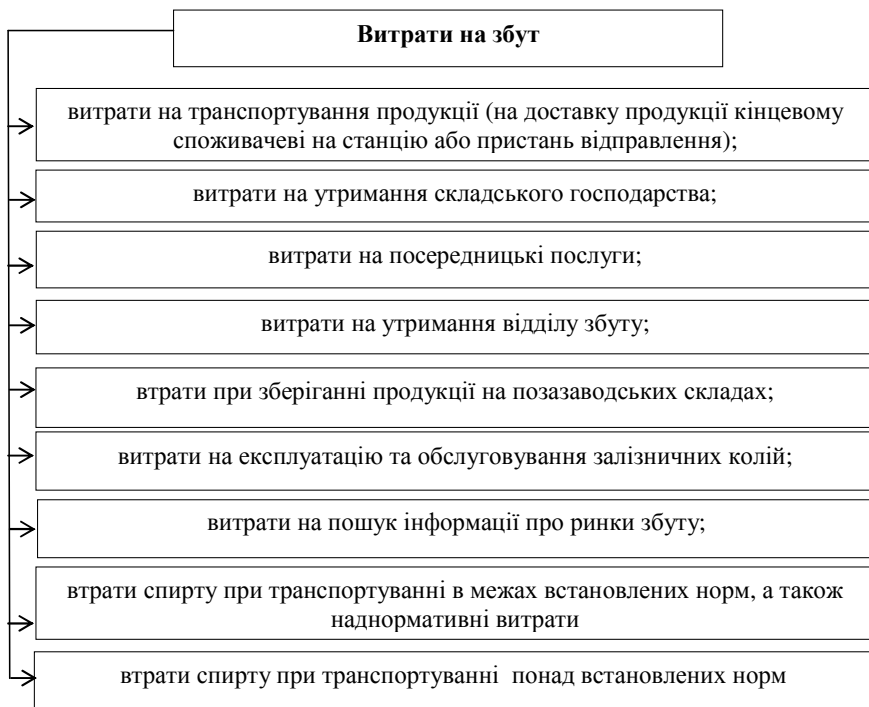 Витрати на збут
витрати на транспортування продукції (на доставку продукції кінцевому
споживачеві на станцію або пристань відправлення);
витрати на утримання складського господарства;
витрати на посередницькі послуги;
витрати на утримання відділу збуту;
втрати при зберіганні продукції на позазаводських складах;
витрати на експлуатацію та обслуговування залізничних колій;
витрати на пошук інформації про ринки збуту;
втрати спирту при транспортуванні в межах встановлених норм, а також
наднормативні витрати
втрати спирту при транспортуванні понад встановлених норм